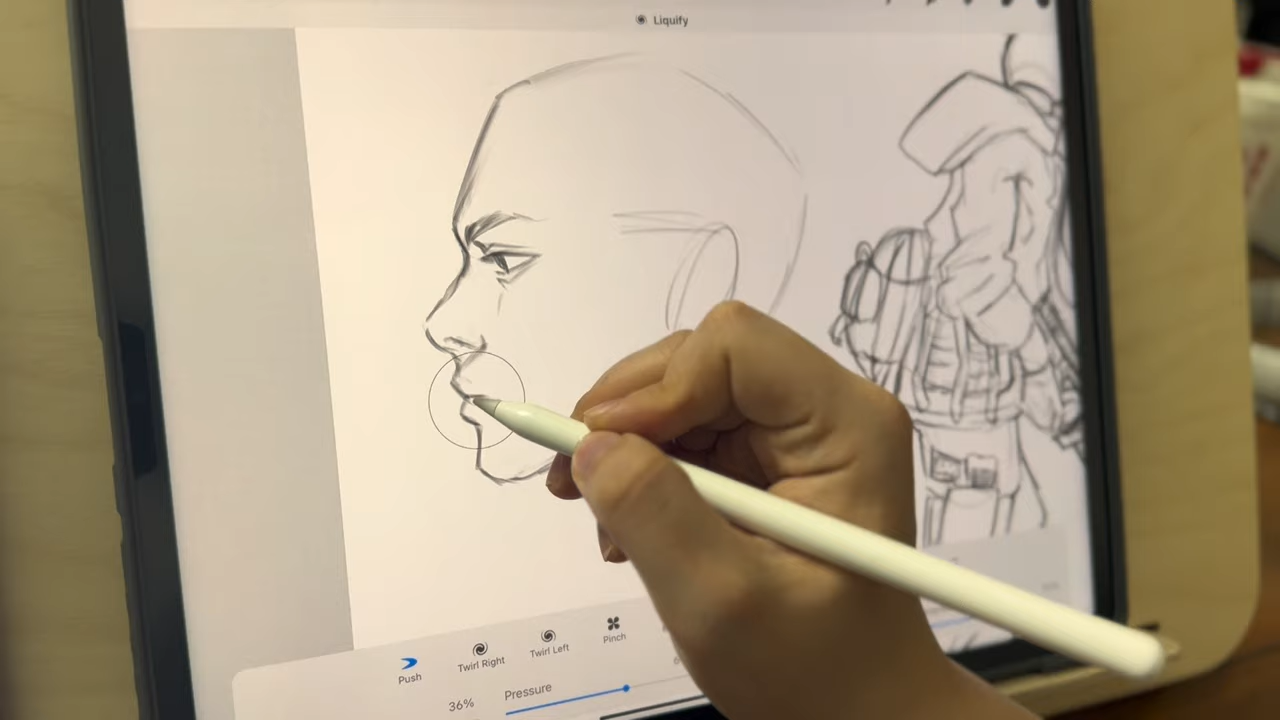 Liquify
Push
Twirl Right
Twirl Left
Pinch
36%
Pressure